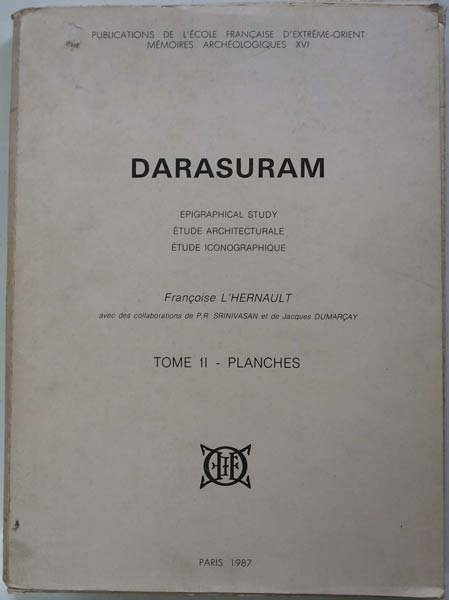 PUBLICATIONS DE L'ÉCOLE FRANÇAISE D'EXTRÊME-ORIENT
MÉMOIRES ARCHÉOLOGIQUES XVI
DARASURAM
EPIGRAPHICAL STUDY
ÉTUDE ARCHITECTURALE
ÉTUDE ICONOGRAPHIQUE
Françoise L'HERNAULT
avec des collaborations de P.R. SRINIVASAN et de Jacques DUMARÇAY
TOME II - PLANCHES
PARIS 1987